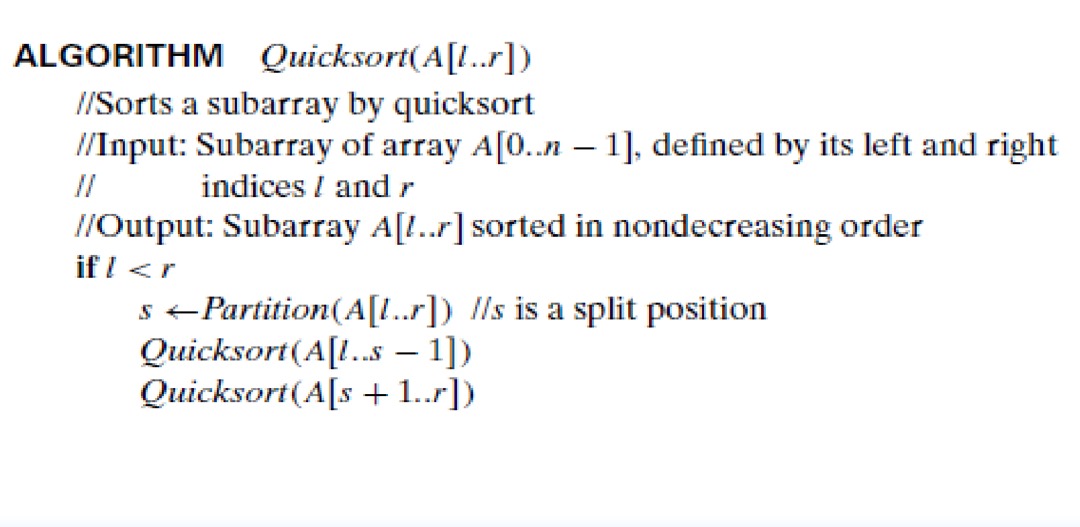 ALGORITHM Quicksort(A[l..r])
//Sorts a subarray by quicksort
//Input: Subarray of array A[0..n − 1], defined by its left and right
// indices l and r
//Output: Subarray A[l..r] sorted in nondecreasing order
if l < r
s ←Partition(A[l..r]) //s is a split position
Quicksort(A[l..s − 1])
Quicksort(A[s + 1..r])